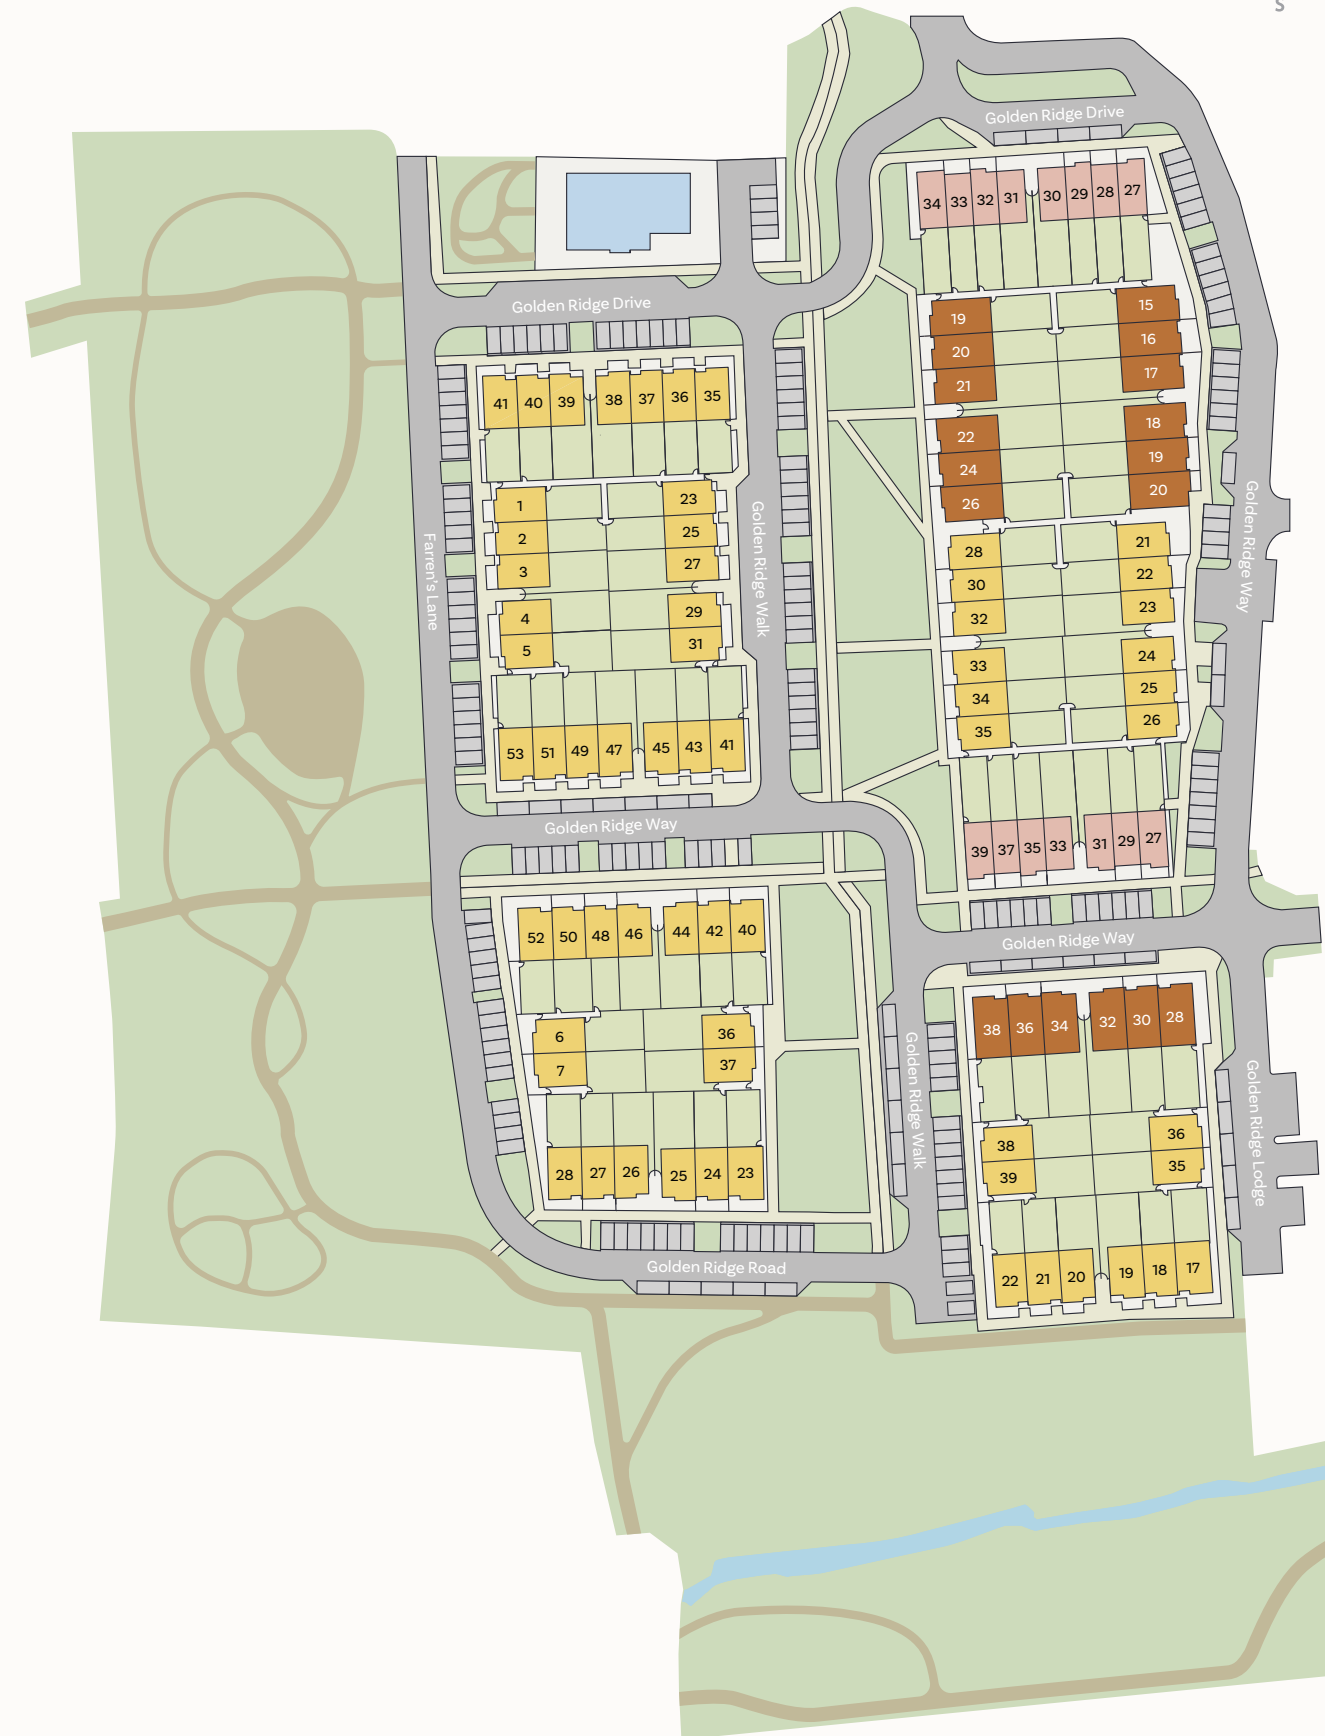 S
Golden Ridge Drive
34 33 32 31 30 29 28 27
Golden Ridge Drive
19 15
20 16
21 17
22 18
24 19
26 20
41 40 39 38 37 36 35
1 23
2 25
3 27
4 29
5 31
Farren's Lane
Golden Ridge Walk
Golden Ridge Way
28 21
30 22
32 23
33 24
34 25
35 26
53 51 49 47 45 43 41
Golden Ridge Way
39 37 35 33 31 29 27
52 50 48 46 44 42 40
Golden Ridge Way
6 36
7 37
38 36 34 32 30 28
Golden Ridge Walk
Golden Ridge Lodge
28 27 26 25 24 23
38 36
39 35
Golden Ridge Road
22 21 20 19 18 17